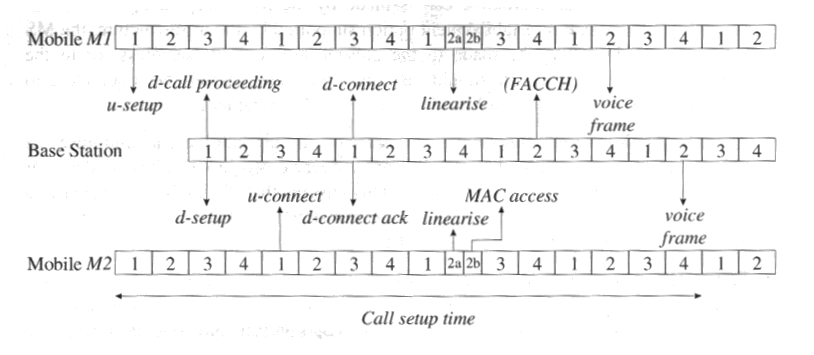 Mobile M1 1 2 3 4 1 2 3 4 1 2a 2b 3 4 1 2 3 4 1 2
d-call proceeding d-connect (FACCH)
u-setup linearise voice
frame
Base Station 1 2 3 4 1 2 3 4 1 2 3 4 1 2 3 4
u-connect MAC access
d-setup d-connect ack linearise voice
frame
Mobile M2 1 2 3 4 1 2 3 4 1 2a 2b 3 4 1 2 3 4 1 2
Call setup time